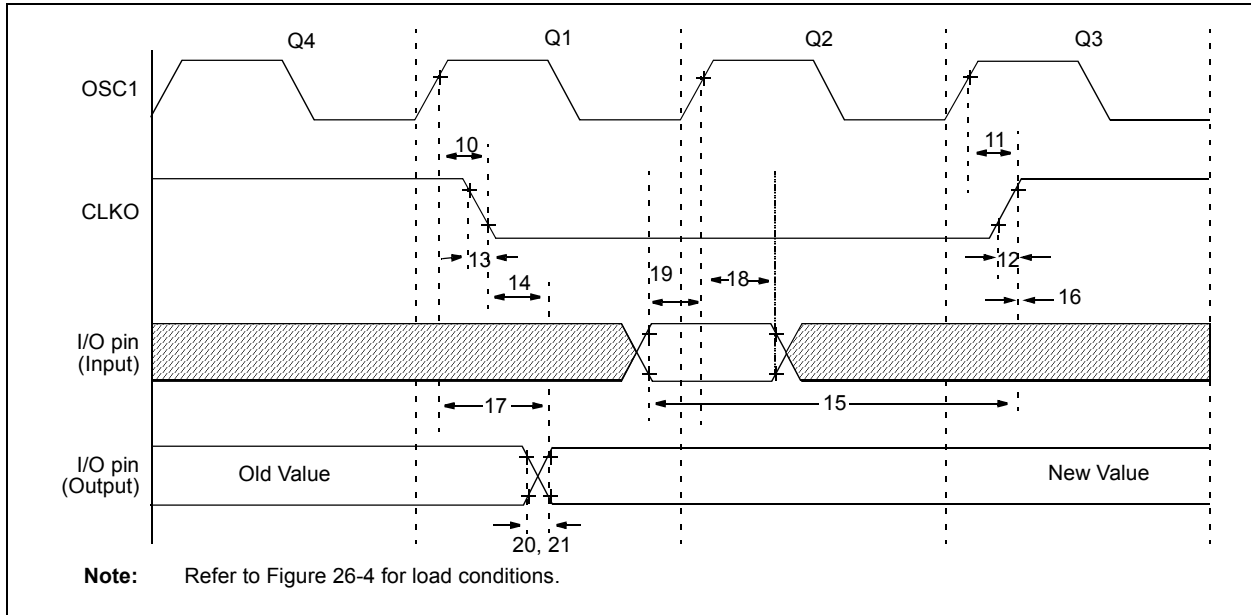 Q4 Q1 Q2 Q3
OSC1
10 11
CLKO
13 12
14 19 18 16
I/O pin
(Input)
17 15
I/O pin
(Output)
Old Value New Value
20, 21
Note: Refer to Figure 26-4 for load conditions.